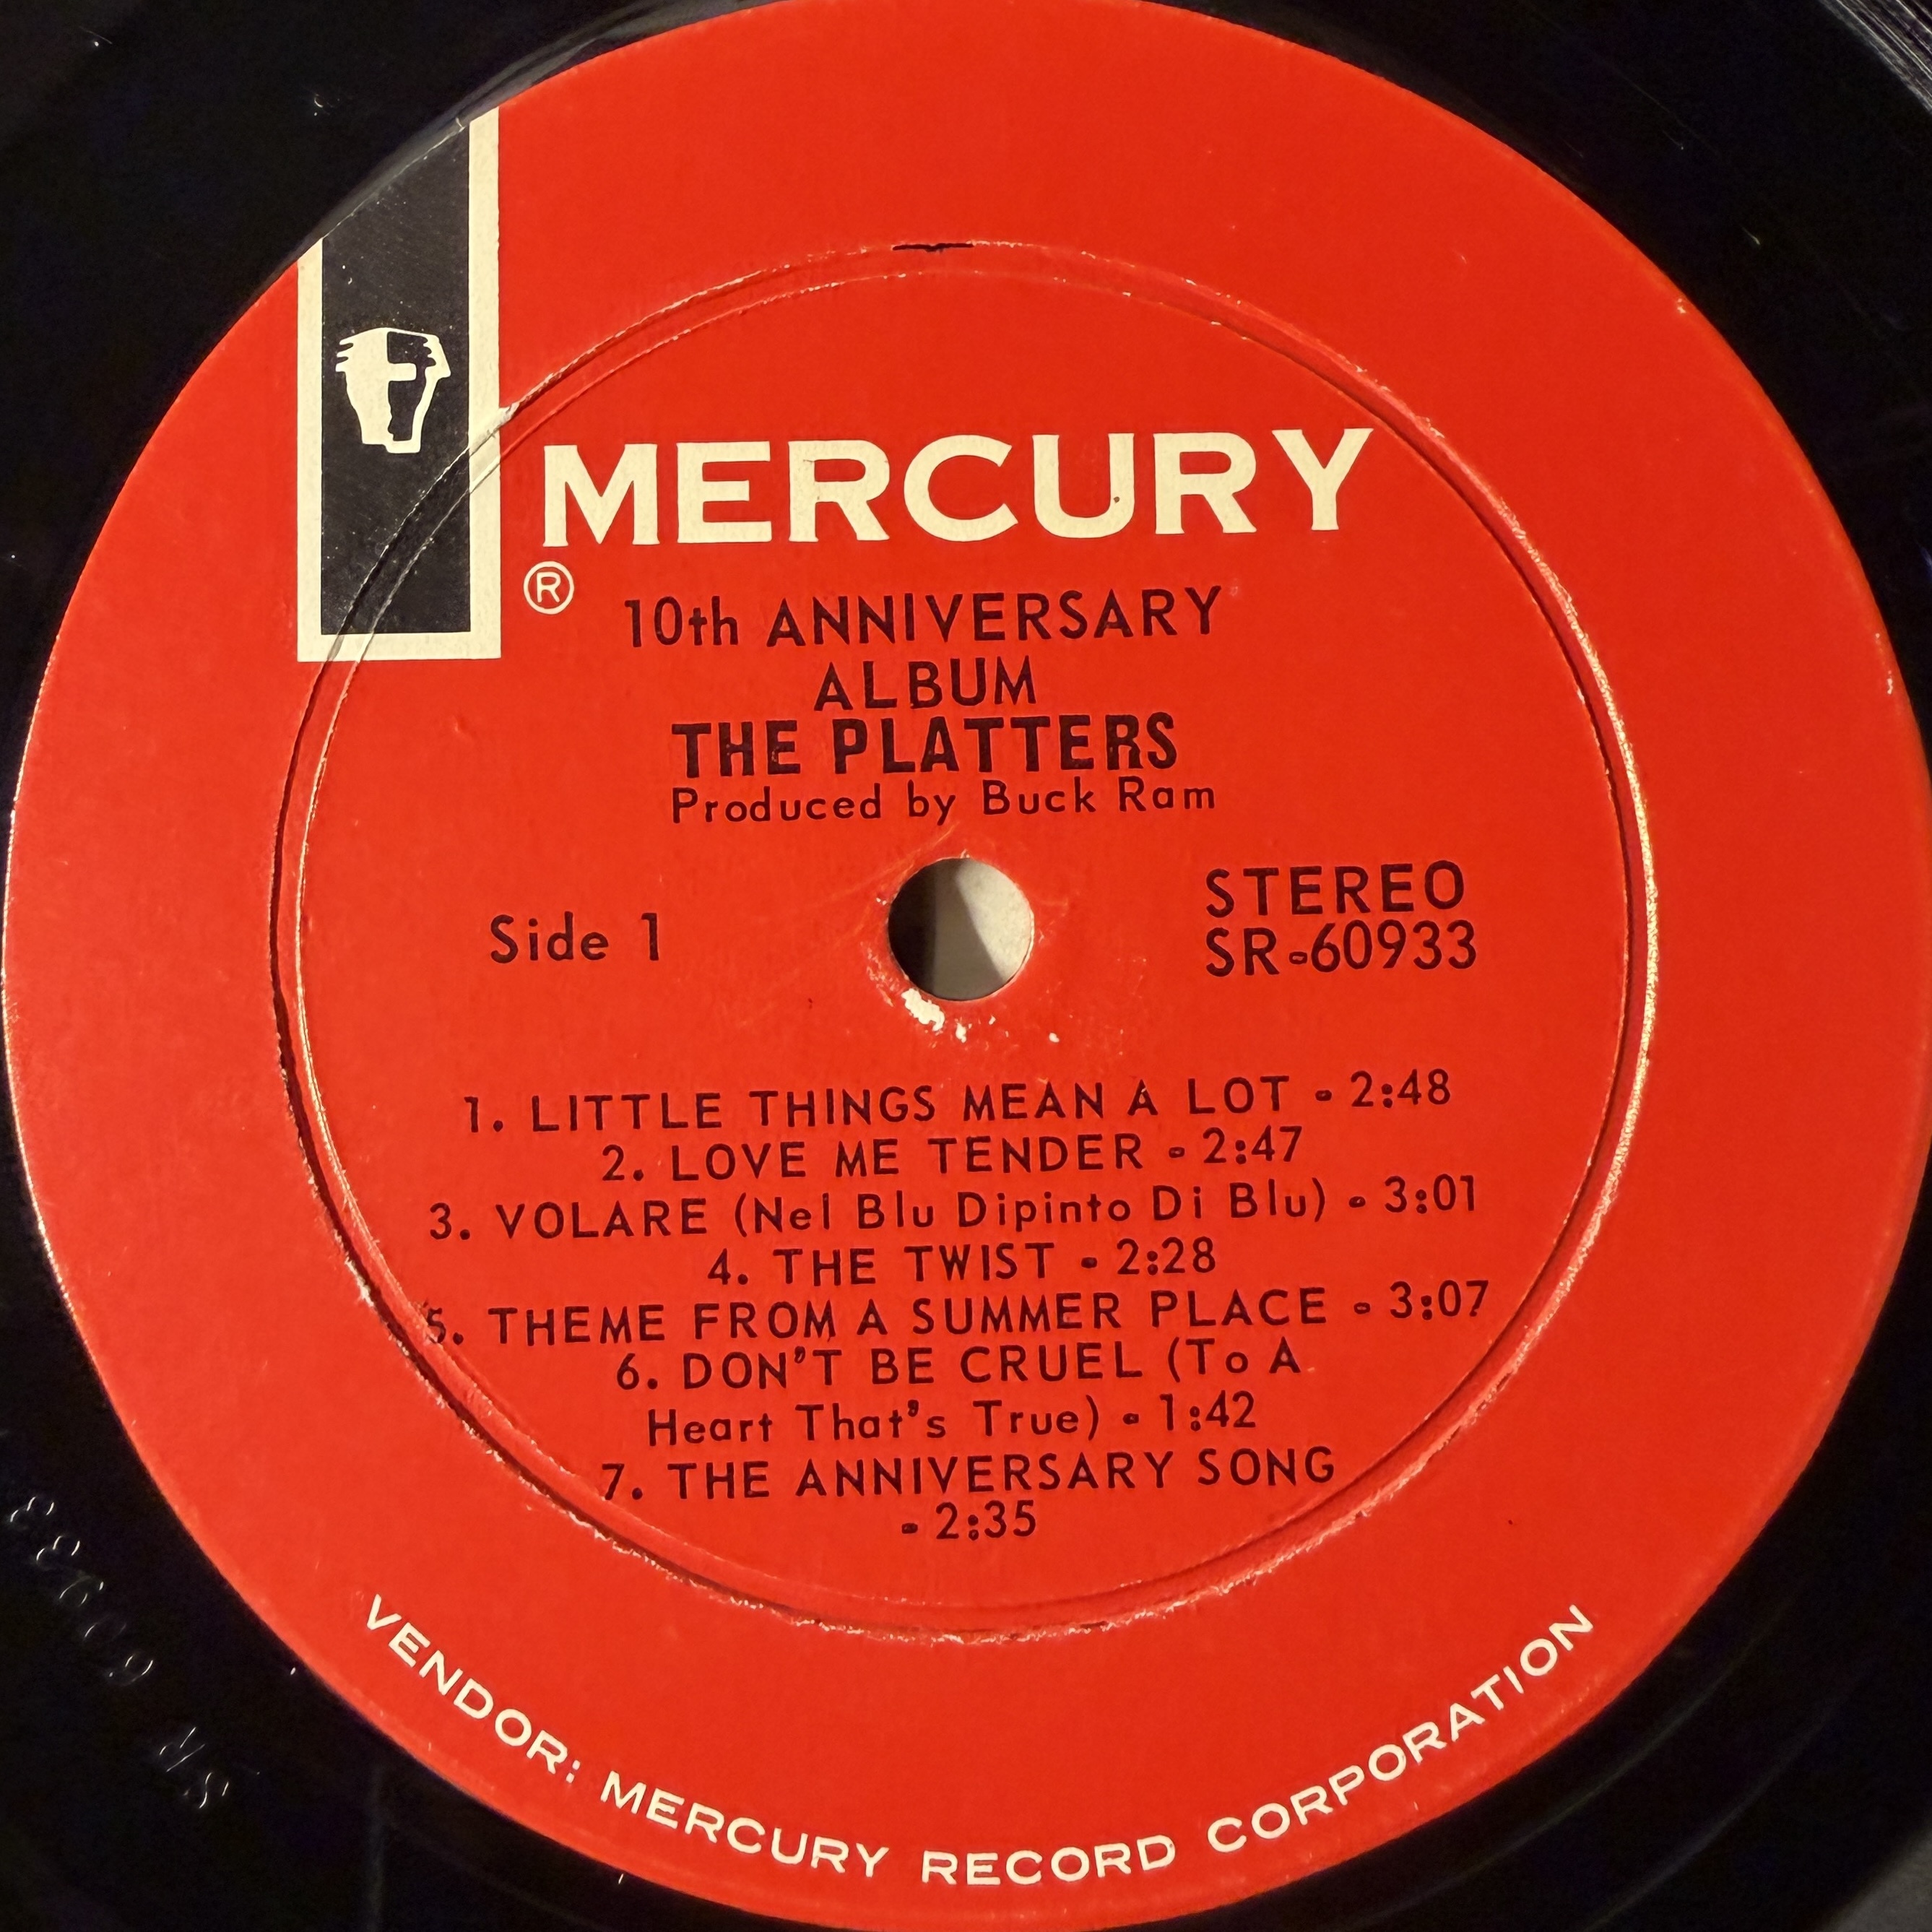 MERCURY
®
10th ANNIVERSARY
ALBUM
THE PLATTERS
Produced by Buck Ram
Side 1
STEREO
SR-60933
1. LITTLE THINGS MEAN A LOT - 2:48
2. LOVE ME TENDER - 2:47
3. VOLARE (Nel Blu Dipinto Di Blu) - 3:01
4. THE TWIST - 2:28
5. THEME FROM A SUMMER PLACE - 3:07
6. DON'T BE CRUEL (To A
Heart That's True) - 1:42
7. THE ANNIVERSARY SONG
- 2:35
VENDOR: MERCURY RECORD CORPORATION
SR 60933